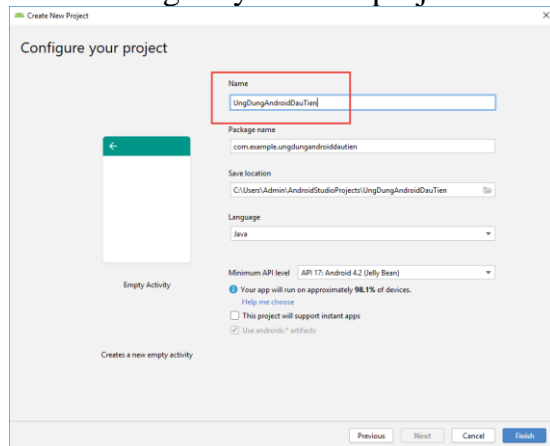 Create New Project
Configure your project
Name
UngDungAndroidDauTien
Package name
com.example.ungdungandroiddautien
Save location
C:\Users\Admin\AndroidStudioProjects\UngDungAndroidDauTien
Language
Java
Minimum API level API 17: Android 4.2 (Jelly Bean)
Your app will run on approximately 98.1% of devices.
Help me choose
This project will support instant apps
Use androidx.* artifacts
Empty Activity
Creates a new empty activity
Previous Next Cancel Finish